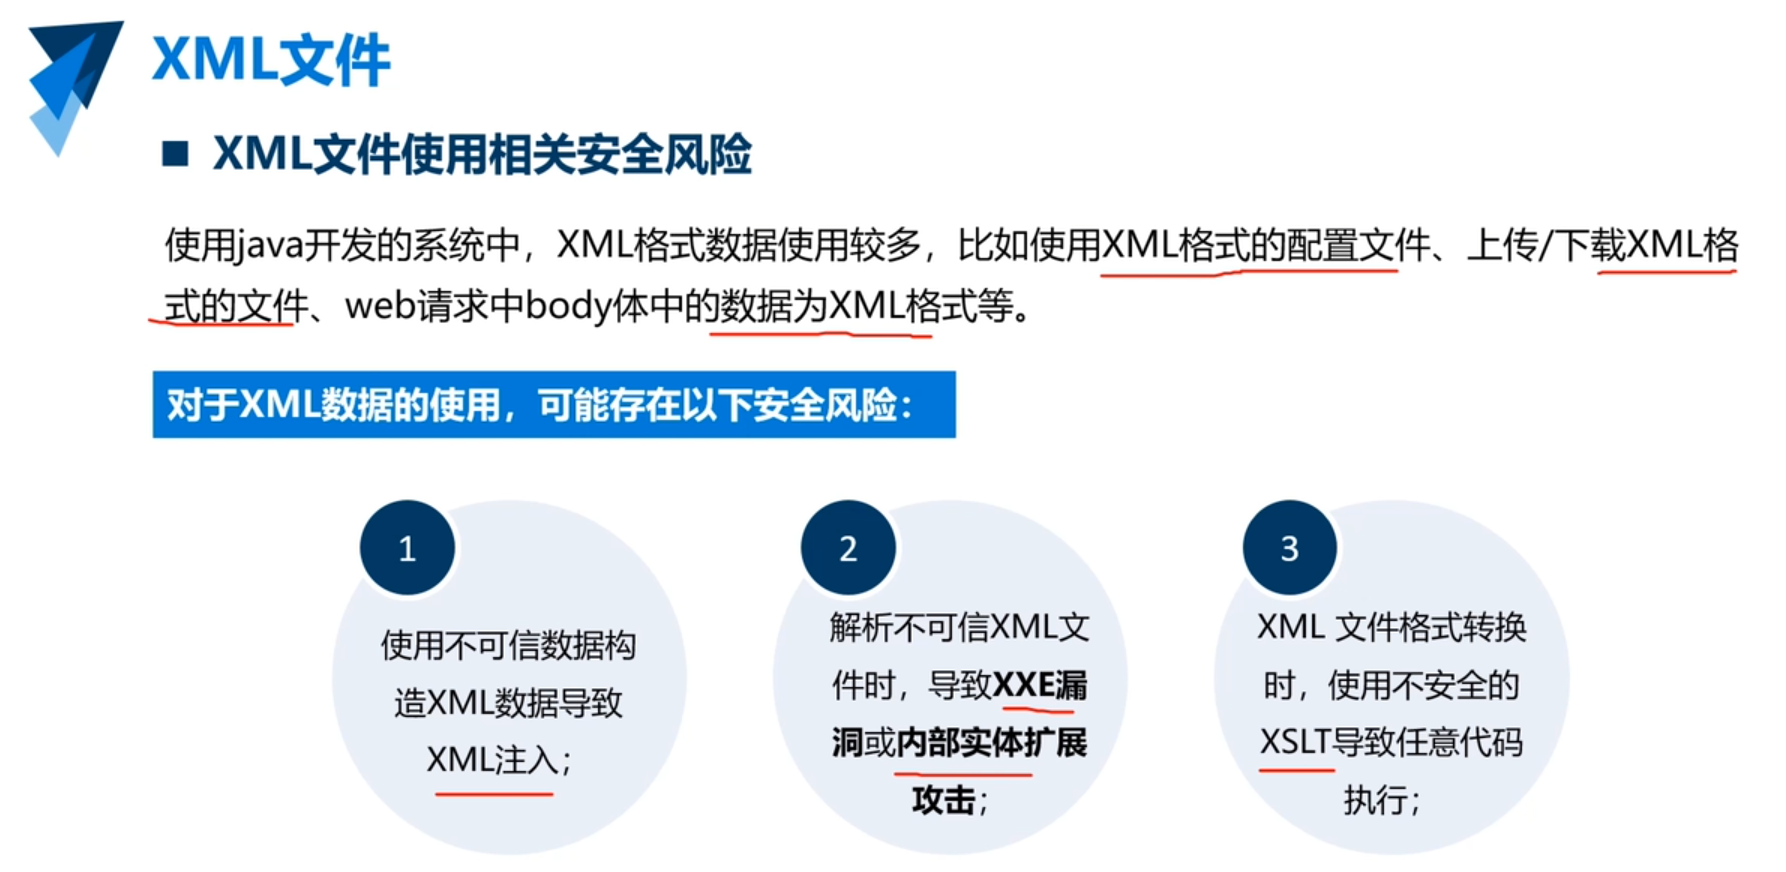 XML文件
XML文件使用相关安全风险
使用java开发的系统中，XML格式数据使用较多，比如使用XML格式的配置文件、上传/下载XML格
式的文件、web请求中body体中的数据为XML格式等。
对于XML数据的使用，可能存在以下安全风险：
1
使用不可信数据构
造XML数据导致
XML注入；
2
解析不可信XML文
件时，导致XXE漏
洞或内部实体扩展
攻击；
3
XML 文件格式转换
时，使用不安全的
XSLT导致任意代码
执行；